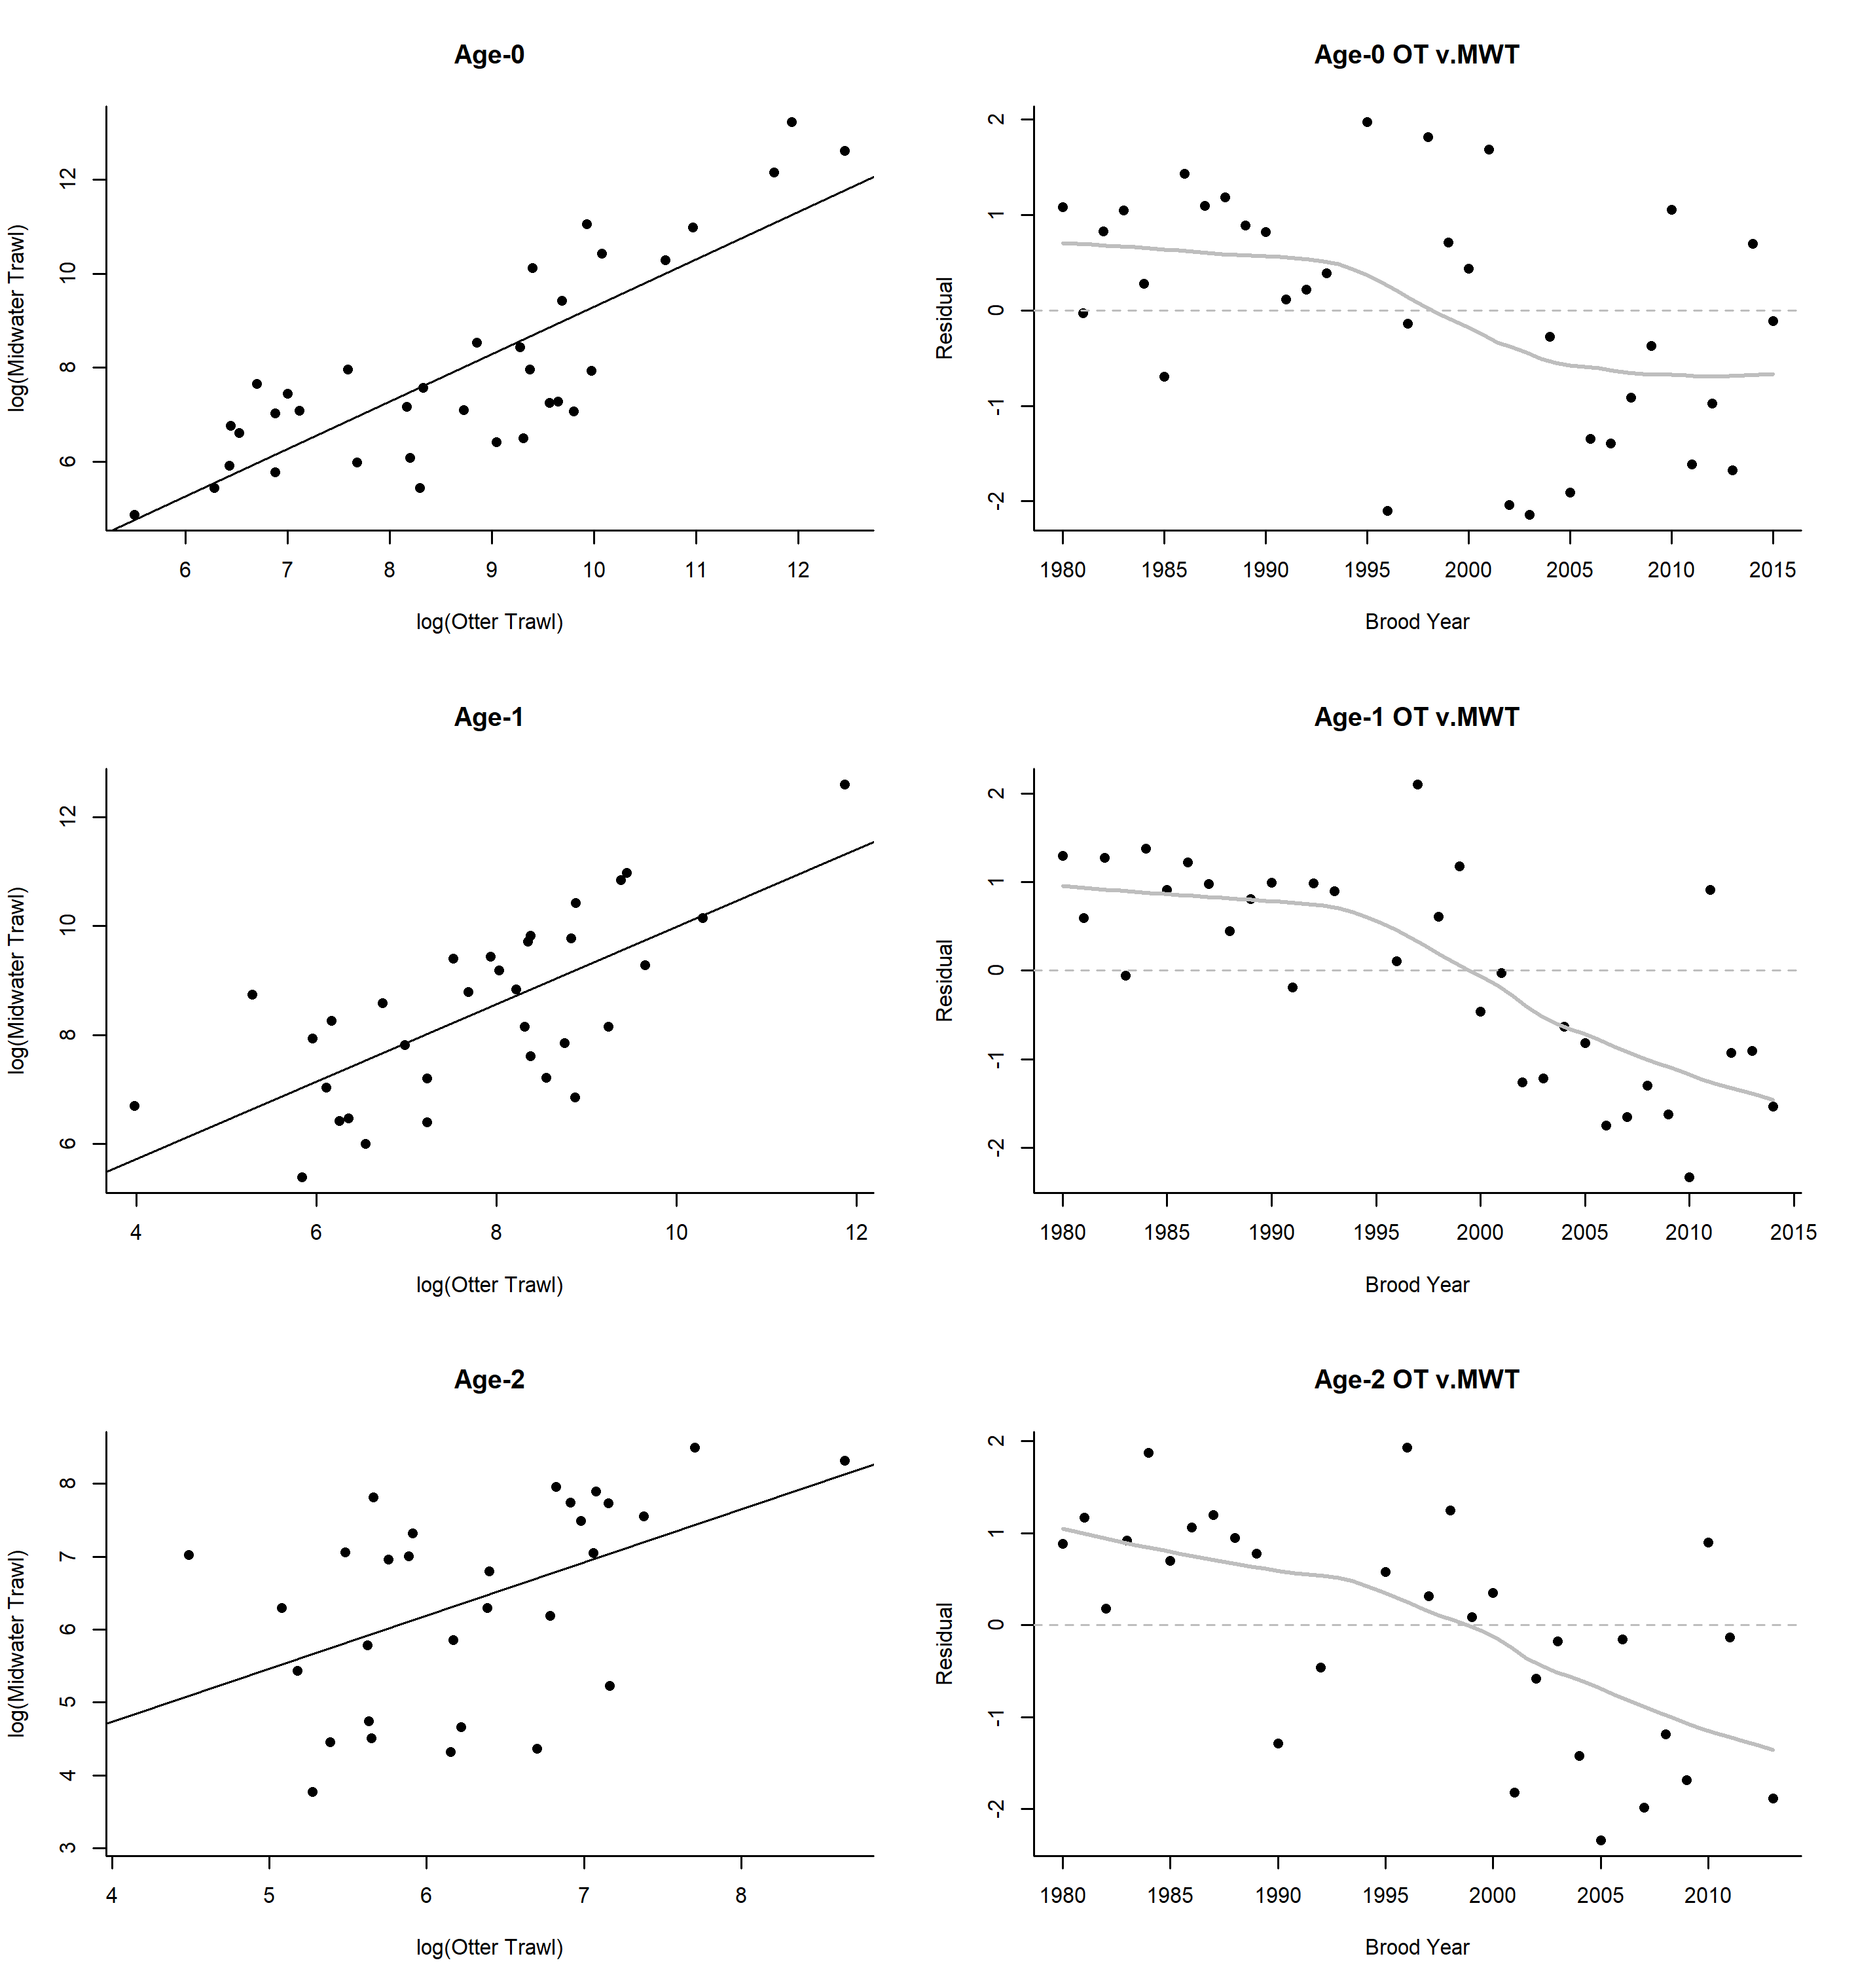 Age-0
log(Midwater Trawl)
12
10
8
6
6 7 8 9 10 11 12
log(Otter Trawl)
Age-0 OT v.MWT
Residual
2
1
0
-1
-2
1980 1985 1990 1995 2000 2005 2010 2015
Brood Year
Age-1
log(Midwater Trawl)
12
10
8
6
4 6 8 10 12
log(Otter Trawl)
Age-1 OT v.MWT
Residual
2
1
0
-1
-2
1980 1985 1990 1995 2000 2005 2010 2015
Brood Year
Age-2
log(Midwater Trawl)
8
7
6
5
4
3
4 5 6 7 8
log(Otter Trawl)
Age-2 OT v.MWT
Residual
2
1
0
-1
-2
1980 1985 1990 1995 2000 2005 2010
Brood Year